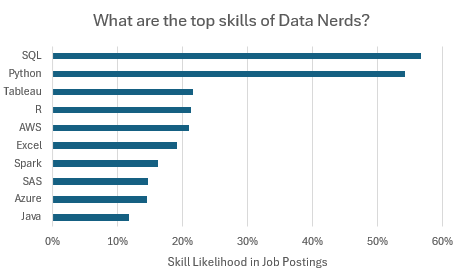 What are the top skills of Data Nerds?
SQL
Python
Tableau
R
AWS
Excel
Spark
SAS
Azure
Java
0% 10% 20% 30% 40% 50% 60%
Skill Likelihood in Job Postings